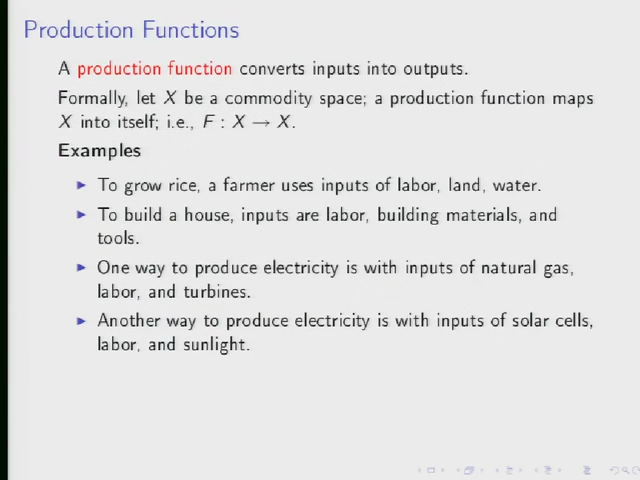 Production Functions
A production function converts inputs into outputs.
Formally, let X be a commodity space; a production function maps
X into itself; i.e., F : X → X.
Examples
▶ To grow rice, a farmer uses inputs of labor, land, water.
▶ To build a house, inputs are labor, building materials, and
tools.
▶ One way to produce electricity is with inputs of natural gas,
labor, and turbines.
▶ Another way to produce electricity is with inputs of solar cells,
labor, and sunlight.